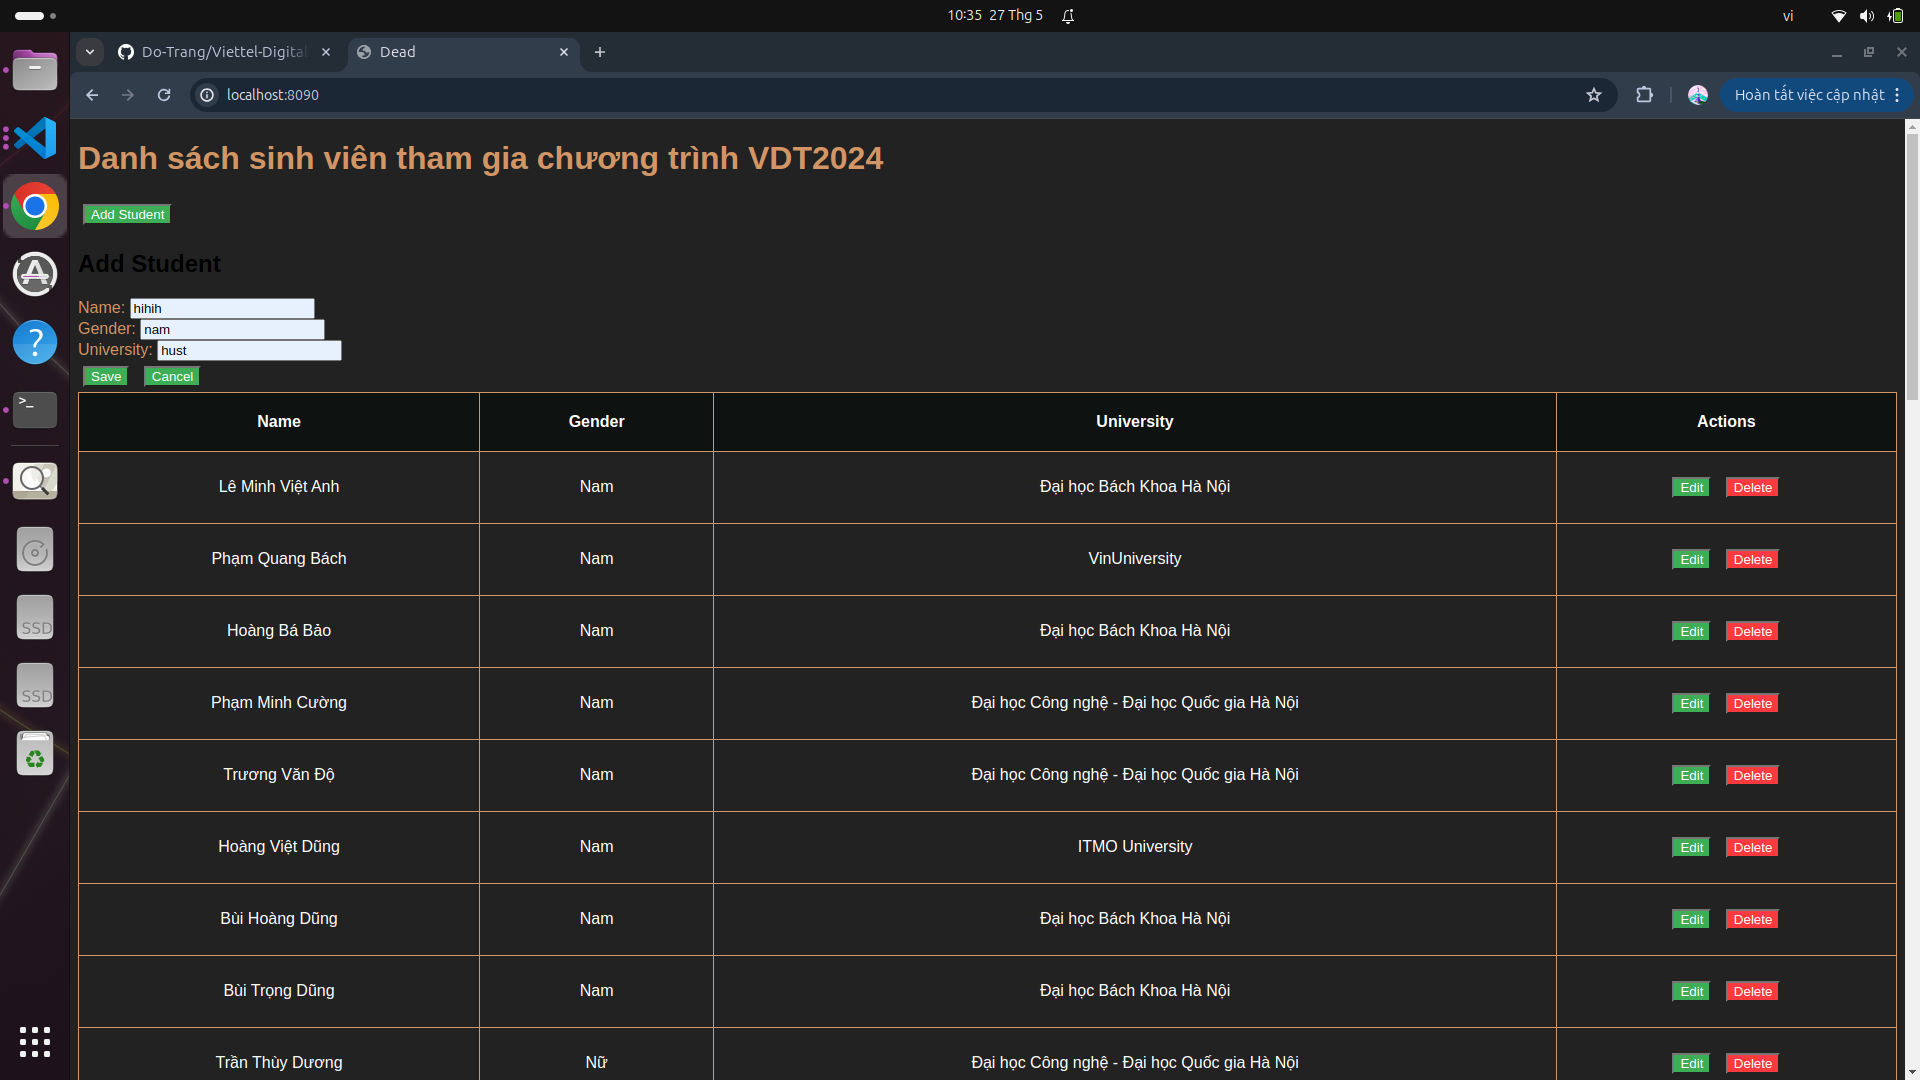 10:35 27 Thg 5
vi
Do-Trang/Viettel-Digital
Dead
localhost:8090
Hoàn tất việc cập nhật
Danh sách sinh viên tham gia chương trình VDT2024
Add Student
Add Student
Name: hihih
Gender: nam
University: hust
Save Cancel
Name Gender University Actions
Lê Minh Việt Anh Nam Đại học Bách Khoa Hà Nội Edit Delete
Phạm Quang Bách Nam VinUniversity Edit Delete
Hoàng Bá Bảo Nam Đại học Bách Khoa Hà Nội Edit Delete
Phạm Minh Cường Nam Đại học Công nghệ - Đại học Quốc gia Hà Nội Edit Delete
Trương Văn Độ Nam Đại học Công nghệ - Đại học Quốc gia Hà Nội Edit Delete
Hoàng Việt Dũng Nam ITMO University Edit Delete
Bùi Hoàng Dũng Nam Đại học Bách Khoa Hà Nội Edit Delete
Bùi Trọng Dũng Nam Đại học Bách Khoa Hà Nội Edit Delete
Trần Thùy Dương Nữ Đại học Công nghệ - Đại học Quốc gia Hà Nội Edit Delete
SSD
SSD